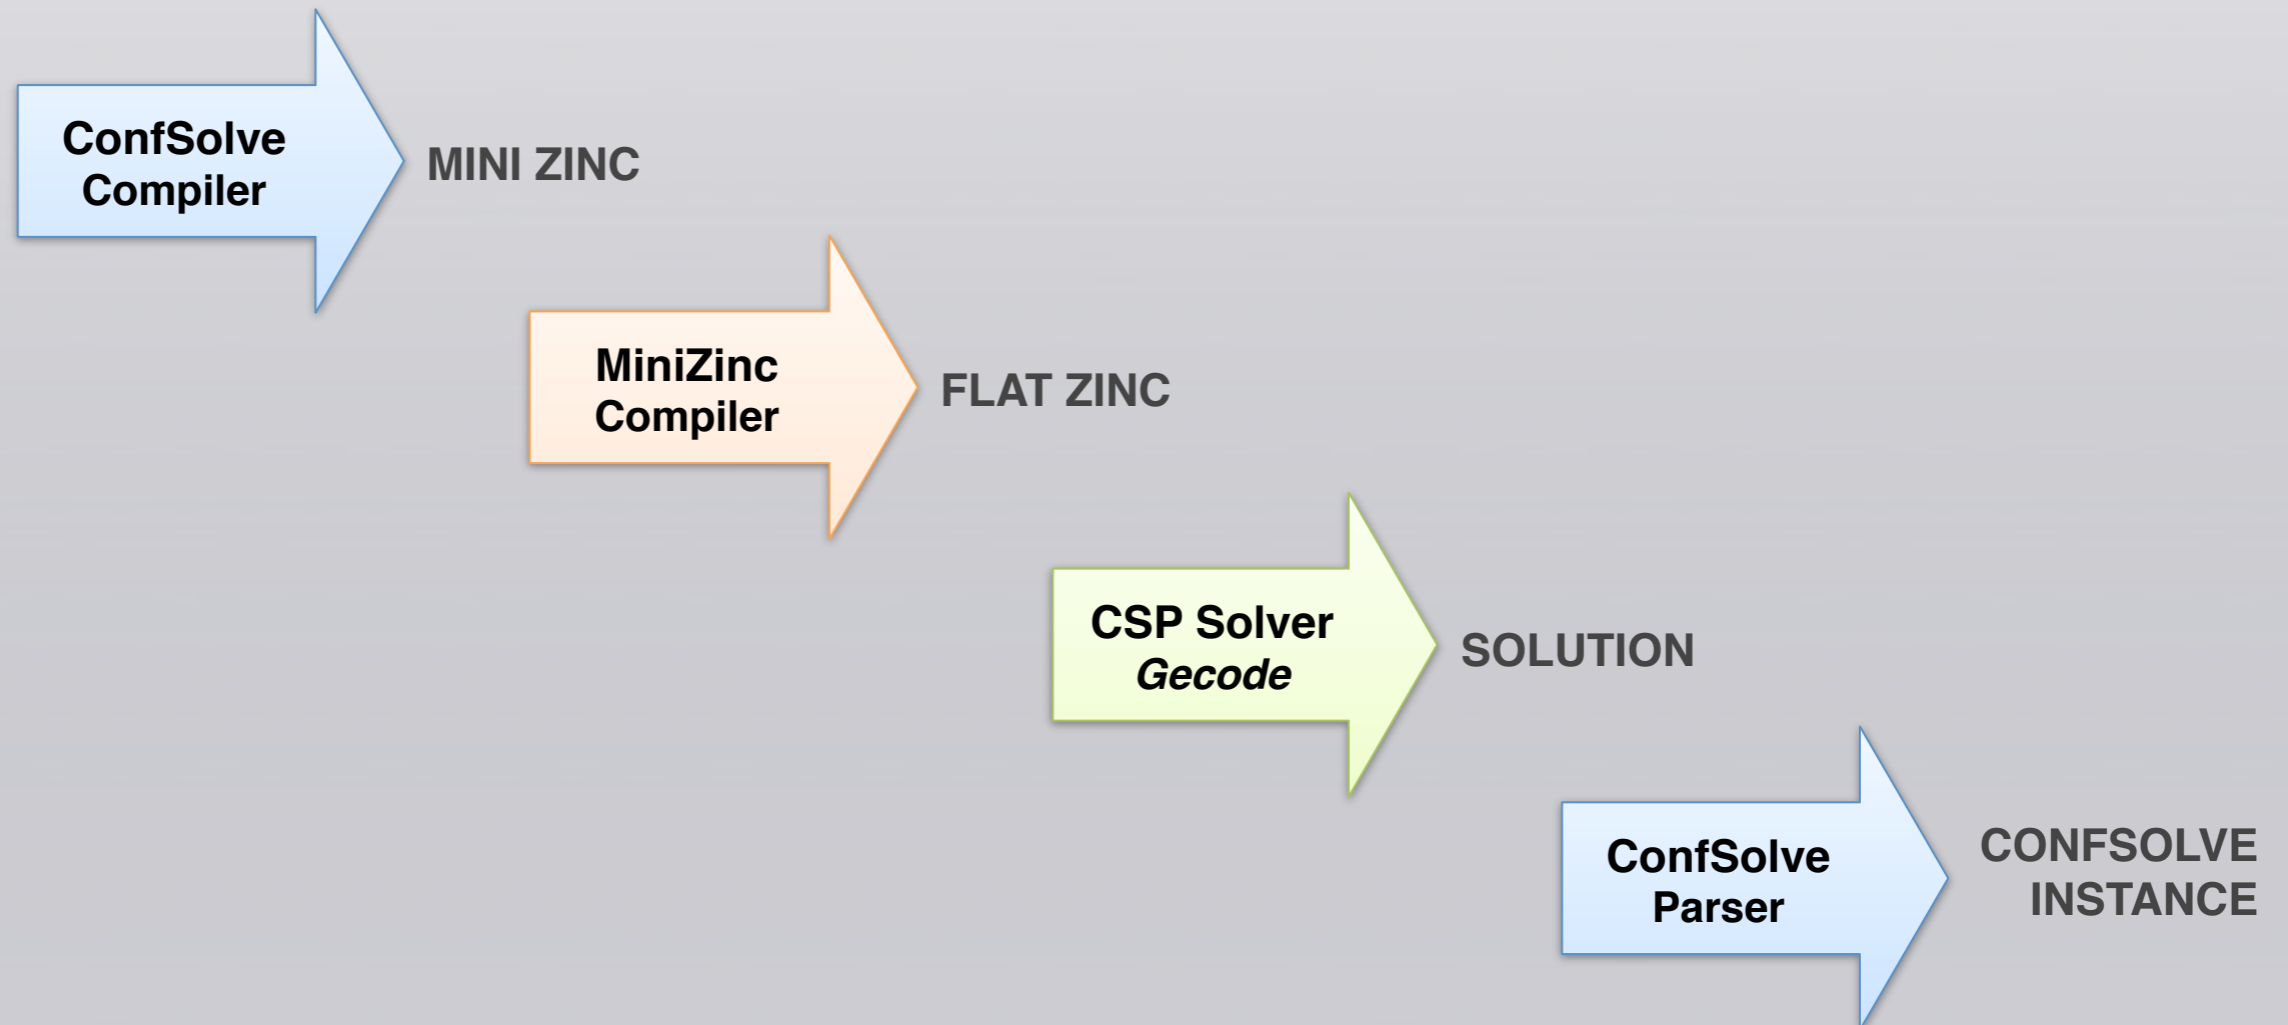 ConfSolve
Compiler
MINI ZINC
MiniZinc
Compiler
FLAT ZINC
CSP Solver
Gecode
SOLUTION
ConfSolve
Parser
CONFSOLVE
INSTANCE